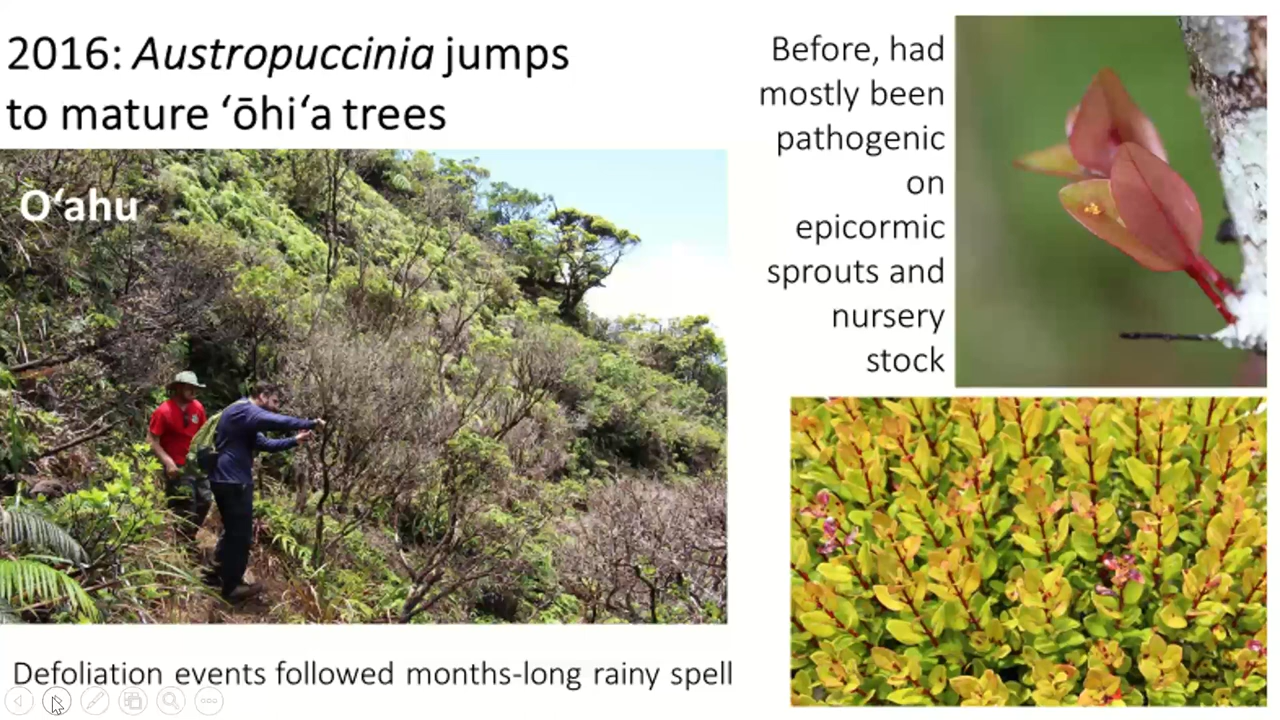 2016: Austropuccinia jumps
to mature ʻōhiʻa trees
Oʻahu
Defoliation events followed months-long rainy spell
Before, had
mostly been
pathogenic
on
epicormic
sprouts and
nursery
stock